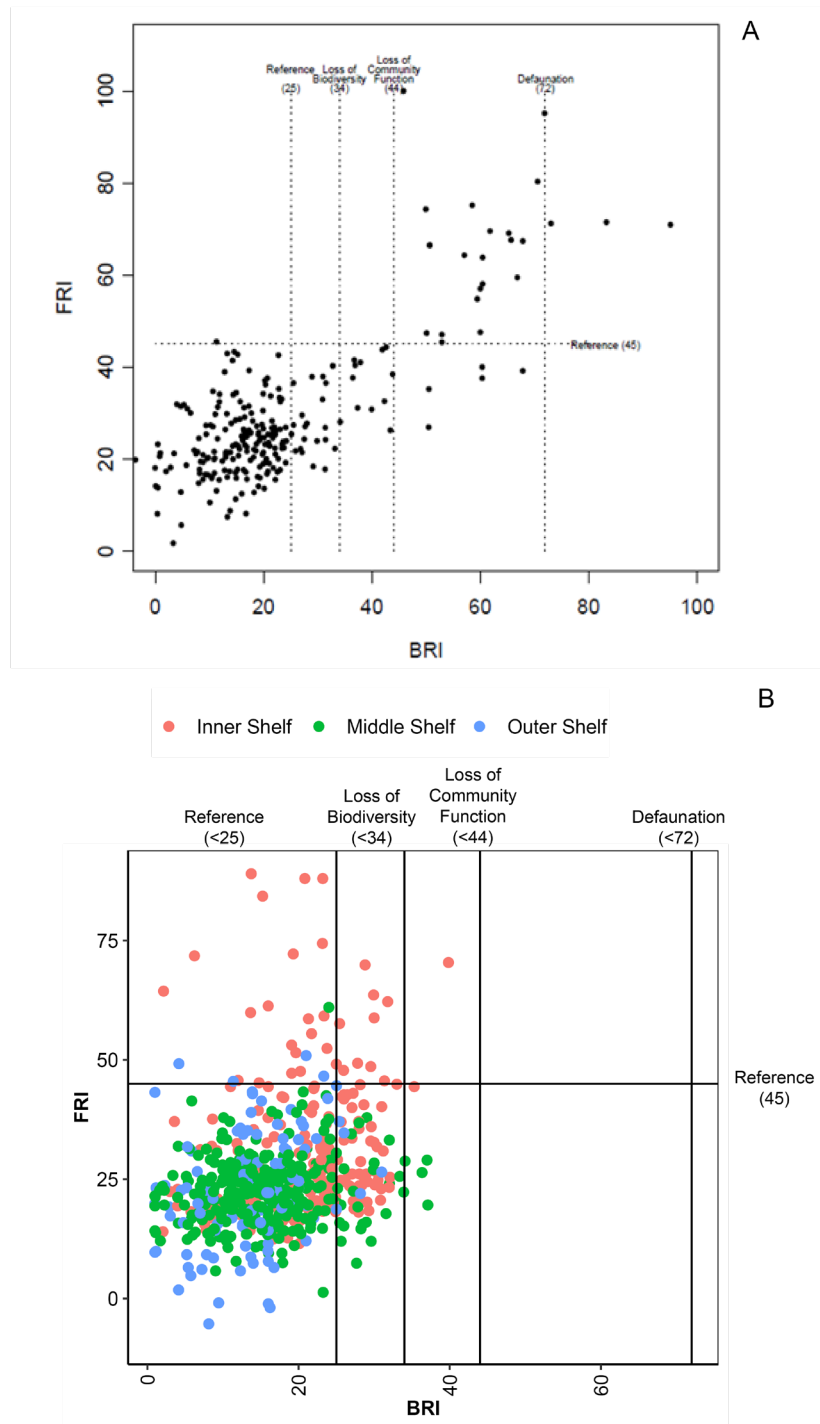 A
Reference
(25)
Loss of
Biodiversity
(34)
Loss of
Community
Function
(44)
Defaunation
(72)
100
80
60
40
20
0
FRI
Reference (45)
0 20 40 60 80 100
BRI
B
Inner Shelf Middle Shelf Outer Shelf
Reference
(<25)
Loss of
Biodiversity
(<34)
Loss of
Community
Function
(<44)
Defaunation
(<72)
75
50
25
0
FRI
Reference
(45)
0 20 40 60
BRI